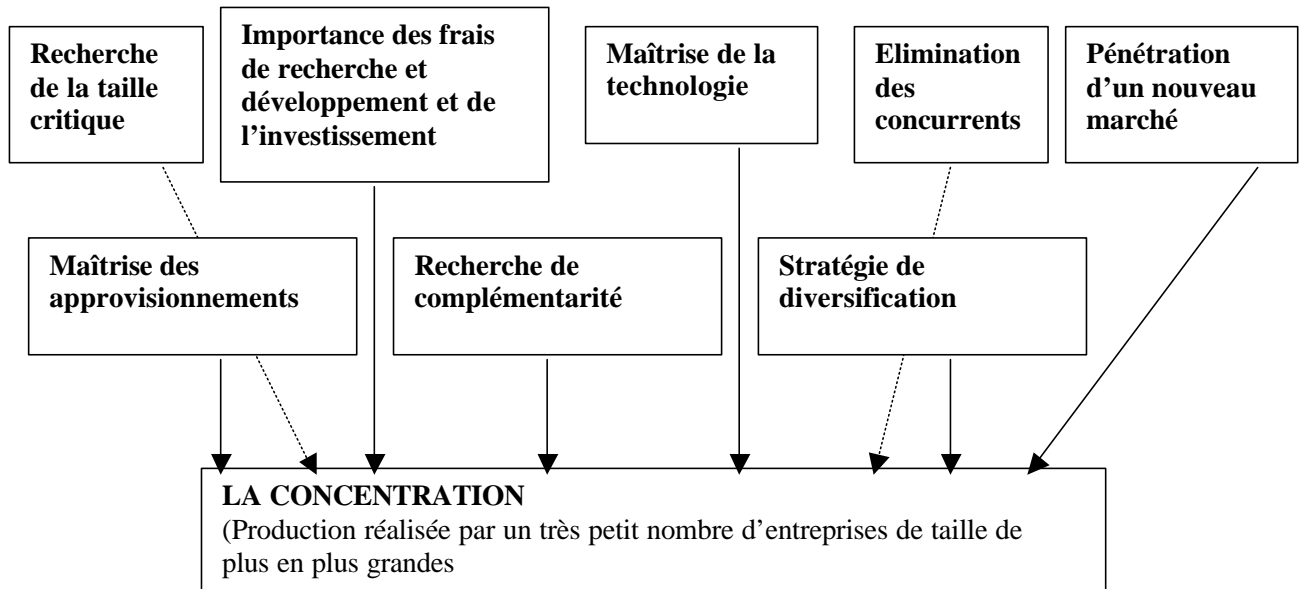 Recherche
de la taille
critique
Importance des frais
de recherche et
développement et de
l’investissement
Maîtrise de la
technologie
Elimination
des
concurrents
Pénétration
d’un nouveau
marché
Maîtrise des
approvisionnements
Recherche de
complémentarité
Stratégie de
diversification
LA CONCENTRATION
(Production réalisée par un très petit nombre d’entreprises de taille de
plus en plus grandes